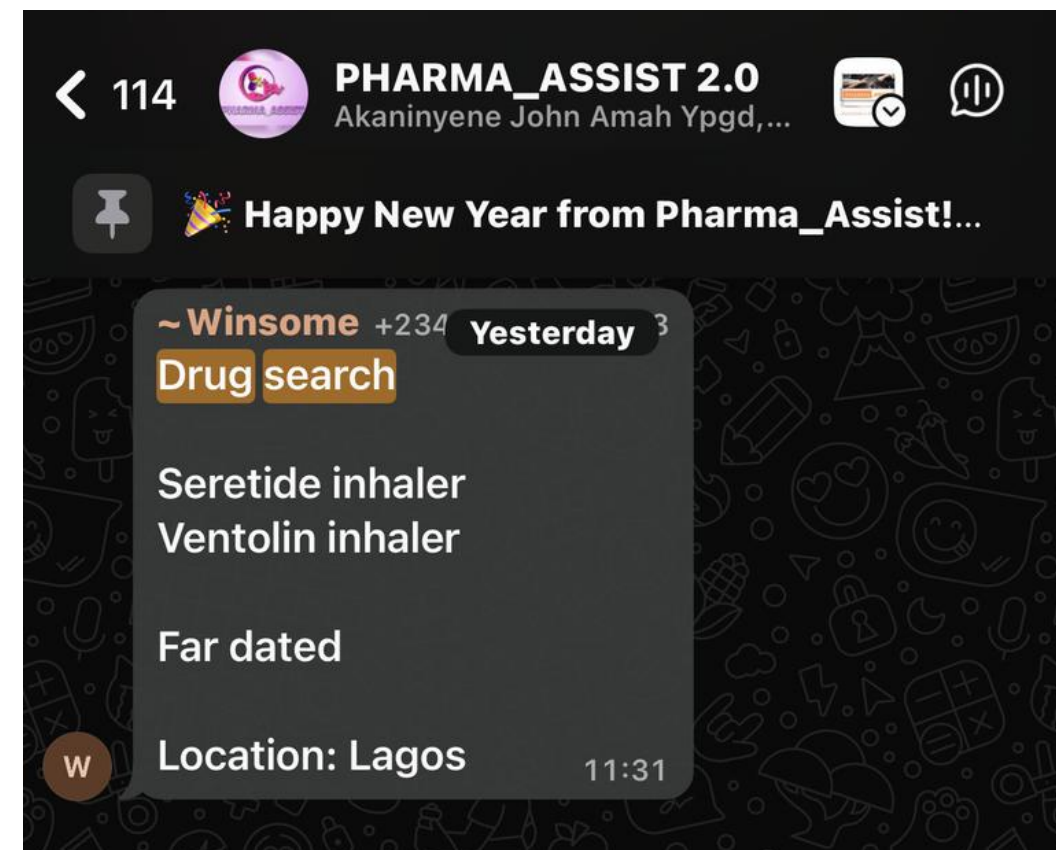 114
PHARMA_ASSIST 2.0
Akaninyene John Amah Ypgd,...
🎉 Happy New Year from Pharma_Assist!...
~Winsome +234
Yesterday
3
Drug search
Seretide inhaler
Ventolin inhaler
Far dated
Location: Lagos
11:31
W